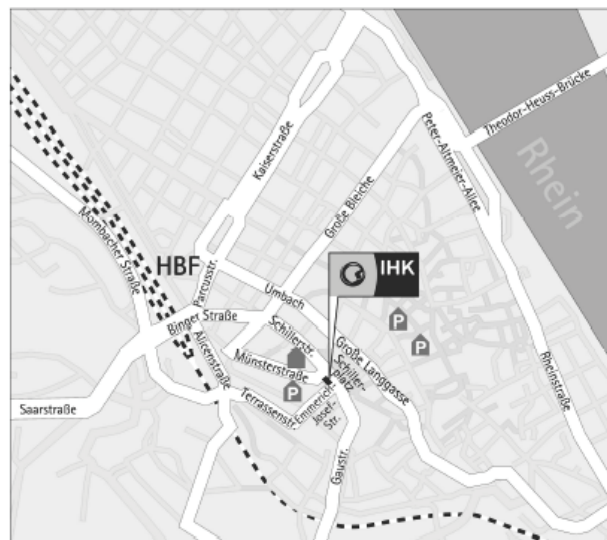 Theodor-Heuss-Brücke
Peter-Altmeier-Allee
Rhein
Kaiserstraße
Große Bleiche
Mombacher Straße
HBF
Parcusstr.
IHK
Umbach
Binger Straße
Schillerstr.
P
P
Alicenstraße
Münsterstraße
Große Langgasse
Schiller-
platz
P
Saarstraße
Terrassenstr.
Emmerich-
Josef-
Str.
Rheinstraße
Gaustr.